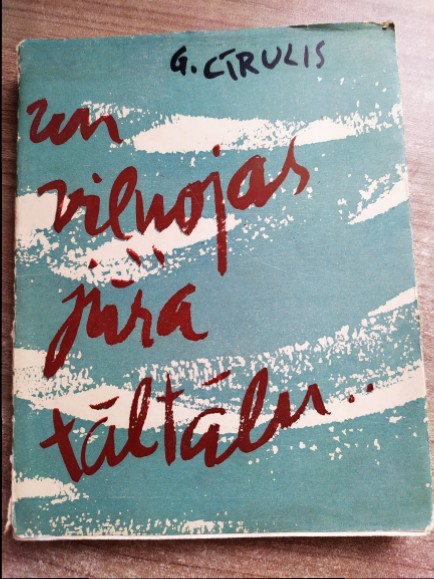 G. CĪRULIS
un
viļņojas
jūra
tāltālu..